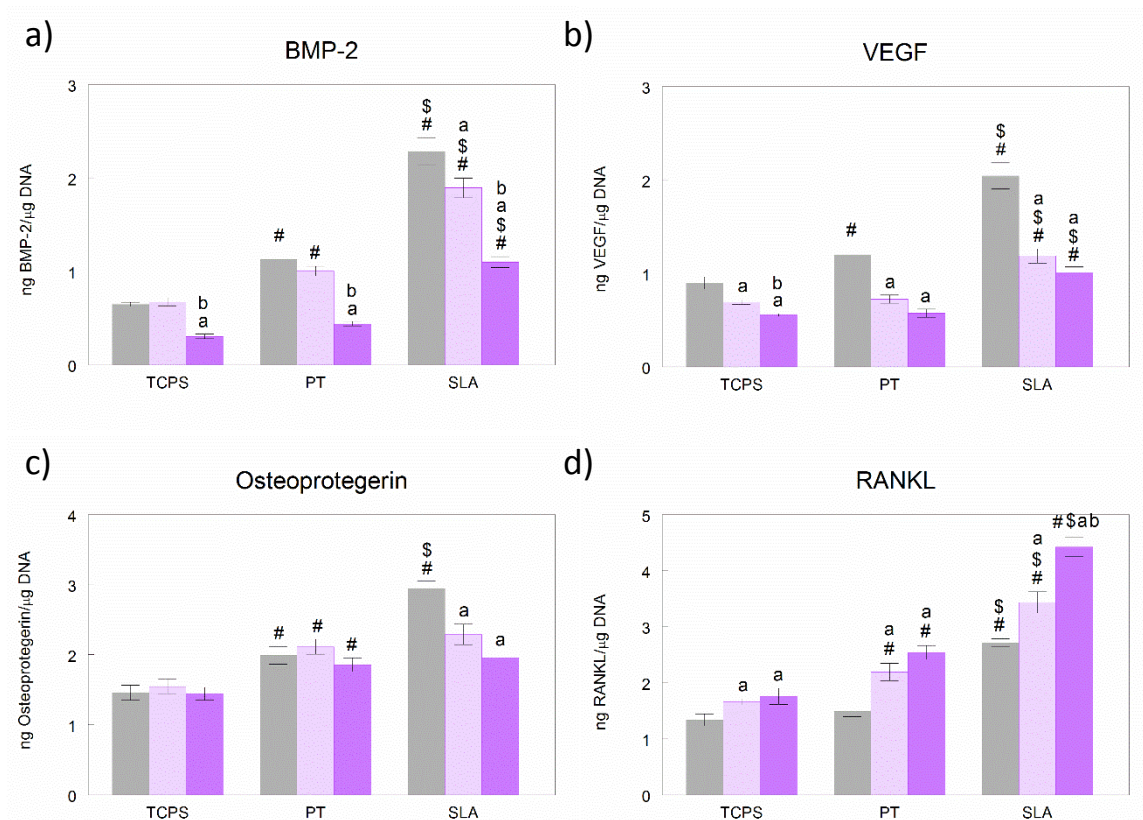 a)
BMP-2
ng BMP-2/µg DNA
3
2
1
0
b
a
#
#
b
a
$
#
a
$
#
b
a
$
#
TCPS PT SLA
b)
VEGF
ng VEGF/µg DNA
3
2
1
0
a
b
a
#
a
a
$
#
a
$
#
a
$
#
TCPS PT SLA
c)
Osteoprotegerin
ng Osteoprotegerin/µg DNA
4
3
2
1
0
#
#
#
$
#
a
a
TCPS PT SLA
d)
RANKL
ng RANKL/µg DNA
5
4
3
2
1
0
a
a
a
#
a
#
$
#
a
$
#
#$ab
TCPS PT SLA